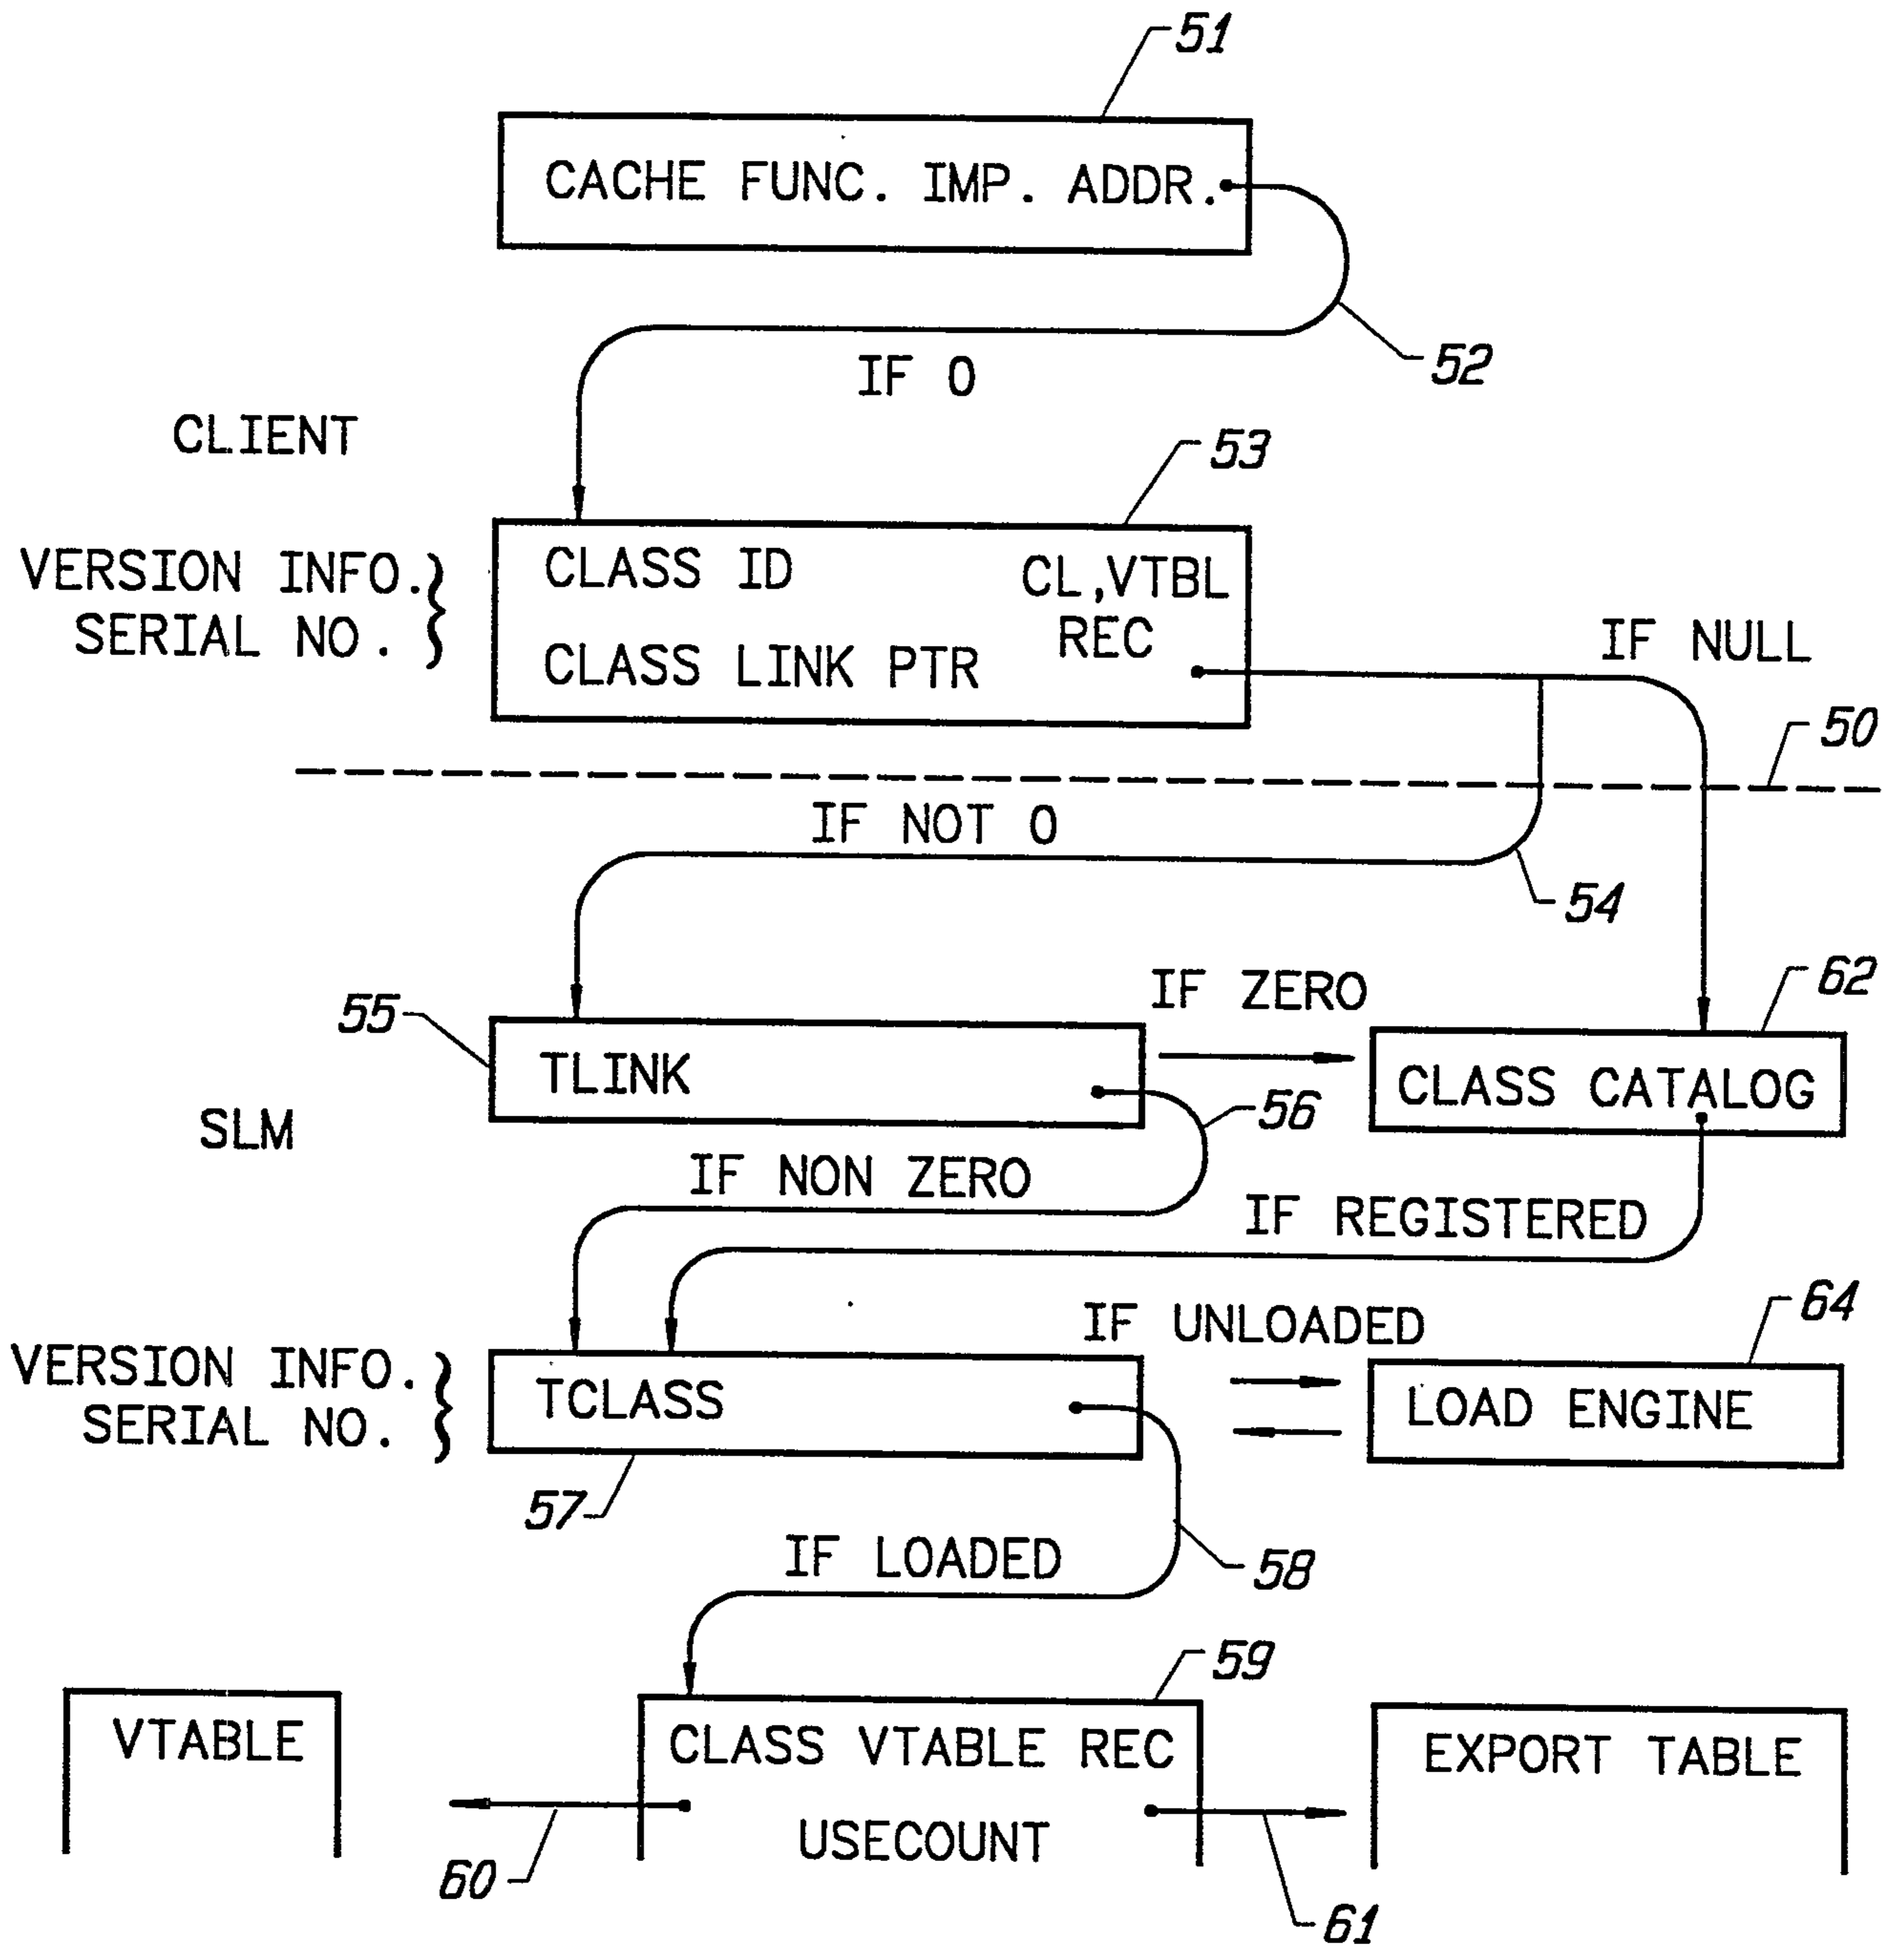 51
CACHE FUNC. IMP. ADDR.
52
IF 0
CLIENT
53
VERSION INFO.
SERIAL NO.
CLASS ID
CL,VTBL
REC
CLASS LINK PTR
IF NULL
50
IF NOT 0
54
62
IF ZERO
55
TLINK
CLASS CATALOG
56
SLM
IF NON ZERO
IF REGISTERED
64
IF UNLOADED
VERSION INFO.
SERIAL NO.
TCLASS
LOAD ENGINE
57
IF LOADED
58
59
VTABLE
CLASS VTABLE REC
EXPORT TABLE
USECOUNT
60
61